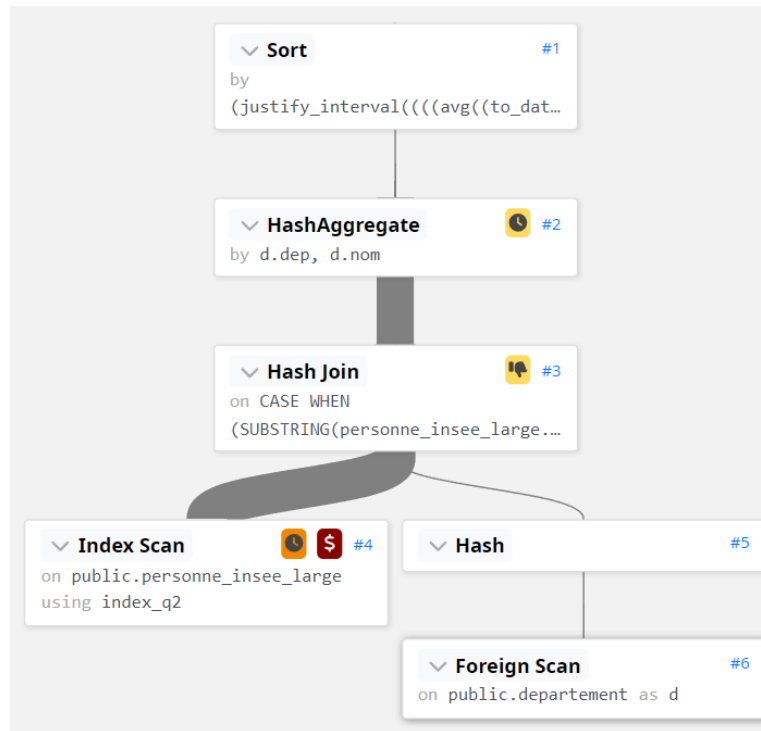 Sort #1
by
(justify_interval((((avg((to_dat…
HashAggregate #2
by d.dep, d.nom
Hash Join #3
on CASE WHEN
(SUBSTRING(personne_insee_large.…
Index Scan $ #4
on public.personne_insee_large
using index_q2
Hash #5
Foreign Scan #6
on public.departement as d